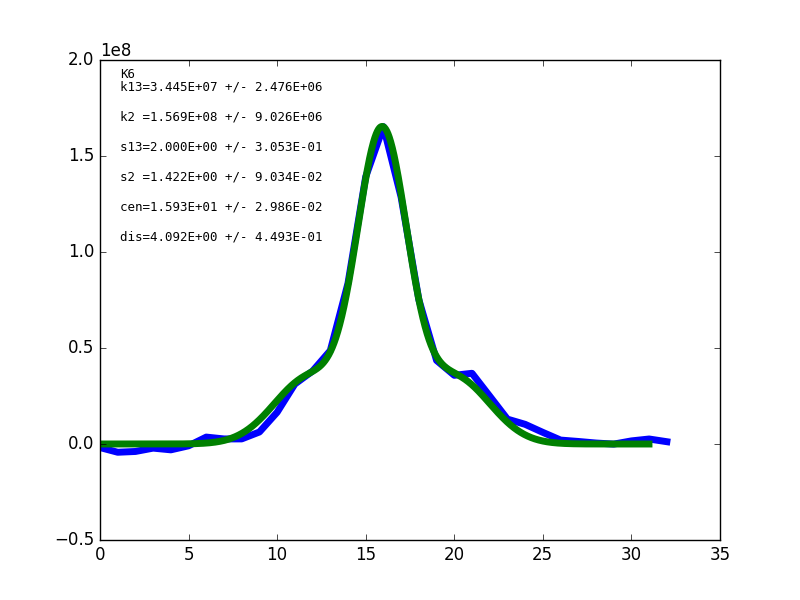 1e8
2.0
K6
k13=3.445E+07 +/- 2.476E+06
k2 =1.569E+08 +/- 9.026E+06
1.5
s13=2.000E+00 +/- 3.053E-01
s2 =1.422E+00 +/- 9.034E-02
cen=1.593E+01 +/- 2.986E-02
dis=4.092E+00 +/- 4.493E-01
1.0
0.5
0.0
−0.5
0 5 10 15 20 25 30 35